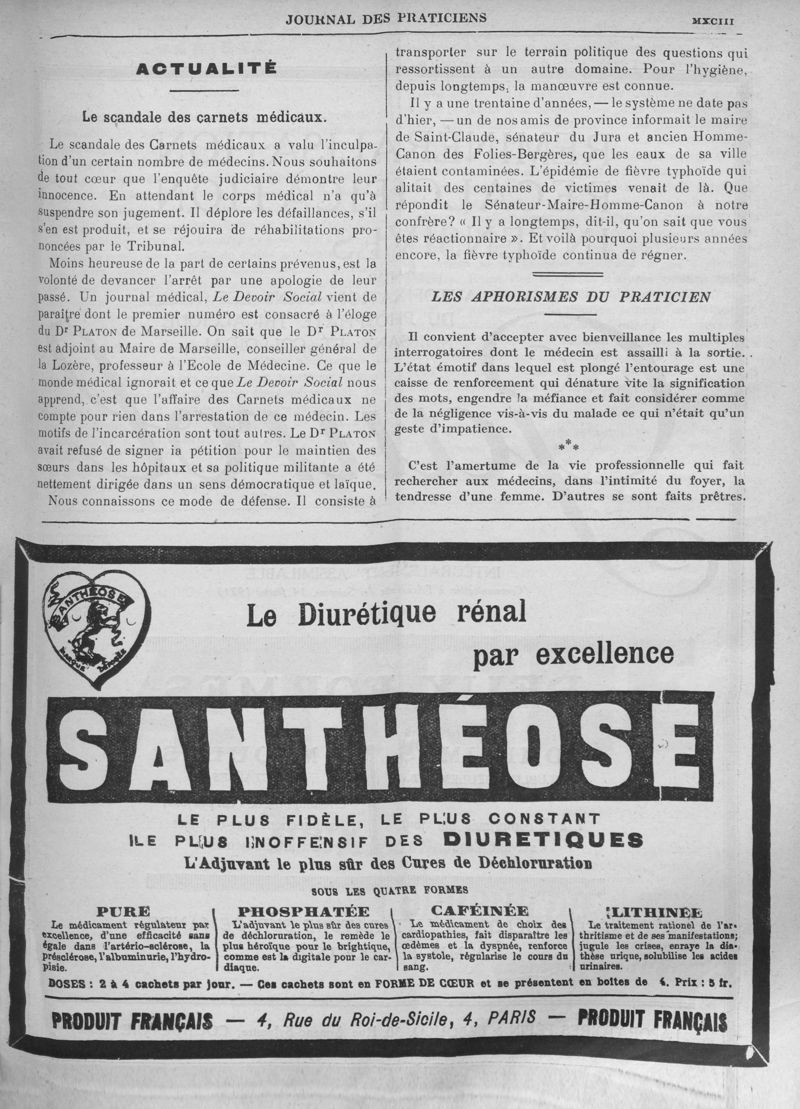 JOURNAL DES PRATICIENS
MXCIII
ACTUALITÉ
Le scandale des carnets médicaux.
Le scandale des Carnets médicaux a valu l'inculpa-
tion d'un certain nombre de médecins. Nous souhaitons
de tout cœur que l'enquête judiciaire démontre leur
innocence. En attendant le corps médical n'a qu'à
suspendre son jugement. Il déplore les défaillances, s'il
s'en est produit, et se réjouira de réhabilitations pro-
noncées par le Tribunal.
Moins heureuse de la part de certains prévenus, est la
volonté de devancer l'arrêt par une apologie de leur
passé. Un journal médical, Le Devoir Social vient de
paraître dont le premier numéro est consacré à l'éloge
du Dr PLATON de Marseille. On sait que le Dr PLATON
est adjoint au Maire de Marseille, conseiller général de
la Lozère, professeur à l'Ecole de Médecine. Ce que le
monde médical ignorait et ce que Le Devoir Social nous
apprend, c'est que l'affaire des Carnets médicaux ne
compte pour rien dans l'arrestation de ce médecin. Les
motifs de l'incarcération sont tout autres. Le Dr PLATON
avait refusé de signer la pétition pour le maintien des
sœurs dans les hôpitaux et sa politique militante a été
nettement dirigée dans un sens démocratique et laïque.
Nous connaissons ce mode de défense. Il consiste à
transporter sur le terrain politique des questions qui
ressortissent à un autre domaine. Pour l'hygiène,
depuis longtemps, la manœuvre est connue.
Il y a une trentaine d'années, — le système ne date pas
d'hier, — un de nos amis de province informait le maire
de Saint-Claude, sénateur du Jura et ancien Homme-
Canon des Folies-Bergères, que les eaux de sa ville
étaient contaminées. L'épidémie de fièvre typhoïde qui
alitait des centaines de victimes venait de là. Que
répondit le Sénateur-Maire-Homme-Canon à notre
confrère ? « Il y a longtemps, dit-il, qu'on sait que vous
êtes réactionnaire ». Et voilà pourquoi plusieurs années
encore, la fièvre typhoïde continua de régner.
LES APHORISMES DU PRATICIEN
Il convient d'accepter avec bienveillance les multiples
interrogatoires dont le médecin est assailli à la sortie.
L'état émotif dans lequel est plongé l'entourage est une
caisse de renforcement qui dénature vite la signification
des mots, engendre la méfiance et fait considérer comme
de la négligence vis-à-vis du malade ce qui n'était qu'un
geste d'impatience.
***
C'est l'amertume de la vie professionnelle qui fait
rechercher aux médecins, dans l'intimité du foyer, la
tendresse d'une femme. D'autres se sont faits prêtres.
SANTHÉOSE
Le Diurétique rénal
par excellence
SANTHÉOSE
LE PLUS FIDÈLE, LE PLUS CONSTANT
LE PLUS INOFFENSIF DES DIURETIQUES
L'Adjuvant le plus sûr des Cures de Déchloruration
SOUS LES QUATRE FORMES
PURE
Le médicament régulateur par
excellence, d'une efficacité sans
égale dans l'artério-sclérose, la
présclérose, l'albuminurie, l'hydro-
pisie.
PHOSPHATÉE
L'adjuvant le plus sûr des cures
de déchloruration, le remède le
plus héroïque pour le brightique,
comme est la digitale pour le car-
diaque.
CAFÉINÉE
Le médicament de choix des
cardiopathies, fait disparaître les
œdèmes et la dyspnée, renforce
la systole, régularise le cours du
sang.
LITHINÉE
Le traitement rationel de l'ar-
thritisme et de ses manifestations;
jugule les crises, enraye la dia-
thèse urique, solubilise les acides
urinaires.
DOSES : 2 à 4 cachets par jour. — Ces cachets sont en FORME DE CŒUR et se présentent en boîtes de 4. Prix : 5 fr.
PRODUIT FRANÇAIS — 4, Rue du Roi-de-Sicile, 4, PARIS — PRODUIT FRANÇAIS